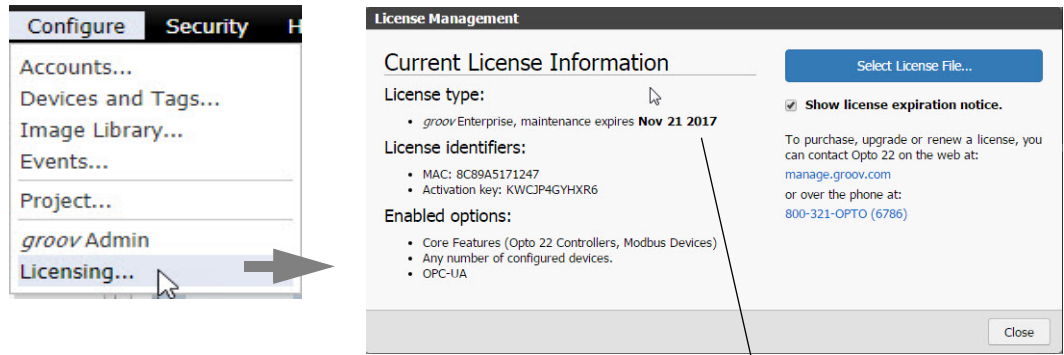 Configure Security H
Accounts...
Devices and Tags...
Image Library...
Events...
Project...
groov Admin
Licensing...
License Management
Current License Information
License type:
• groov Enterprise, maintenance expires Nov 21 2017
License identifiers:
• MAC: 8C89A5171247
• Activation key: KWCJP4GYHXR6
Enabled options:
• Core Features (Opto 22 Controllers, Modbus Devices)
• Any number of configured devices.
• OPC-UA
Select License File...
Show license expiration notice.
To purchase, upgrade or renew a license, you
can contact Opto 22 on the web at:
manage.groov.com
or over the phone at:
800-321-OPTO (6786)
Close